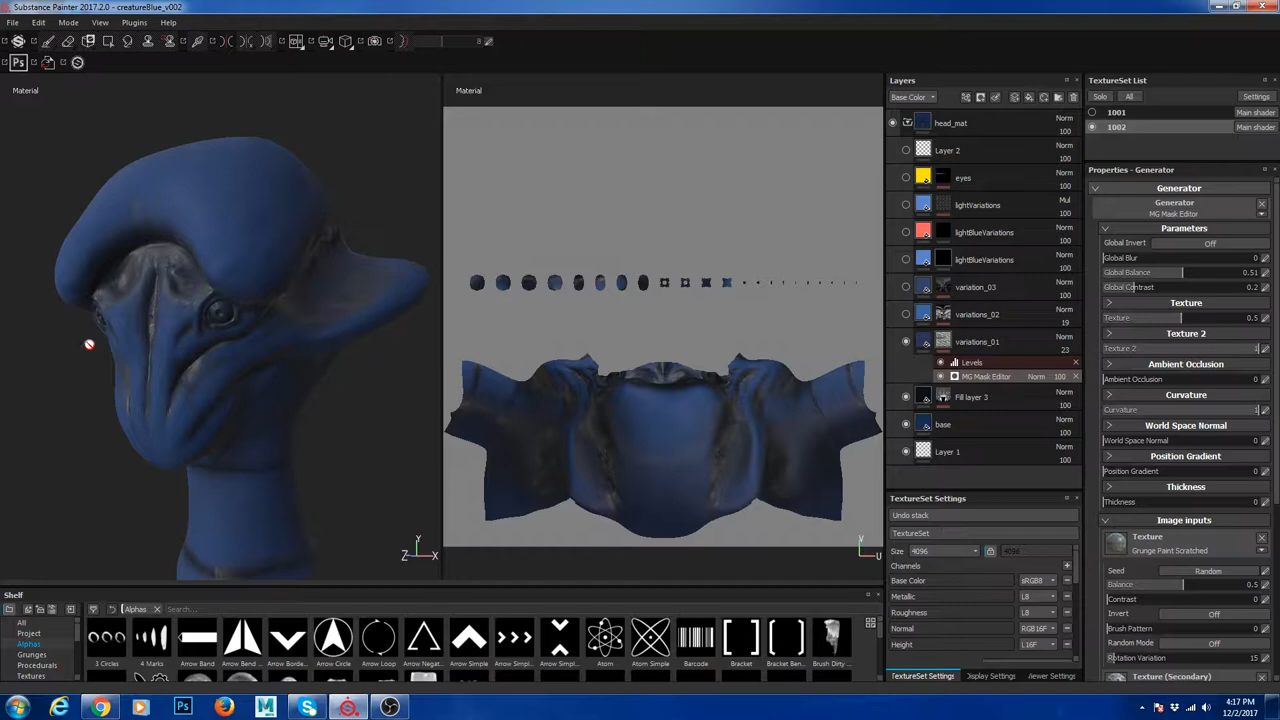 Substance Painter 2017.2.0 - creatureBlue_v002
File Edit Mode View Plugins Help
8
Ps
Material
Material
Layers
Base Color
head_mat Norm 100
Layer 2 Norm 100
eyes Norm 100
lightVariations Mul 100
lightBlueVariations Norm 100
lightBlueVariations Norm 100
variation_03 Norm 100
variations_02 Norm 19
variations_01 Norm 23
Levels
MG Mask Editor Norm 100
Fill layer 3 Norm 100
base Norm 100
Layer 1 Norm 100
TextureSet Settings
Undo stack
TextureSet
Size 4096 4096
Channels
Base Color sRGB8
Metallic L8
Roughness L8
Normal RGB16F
Height L16F
TextureSet Settings Display Settings Viewer Settings
TextureSet List
Solo All Settings
1001 Main shader
1002 Main shader
Properties - Generator
Generator
Generator
MG Mask Editor
Parameters
Global Invert Off
Global Blur 0
Global Balance 0.51
Global Contrast 0.2
Texture
Texture 0.5
Texture 2
Texture 2 1
Ambient Occlusion
Ambient Occlusion 0
Curvature
Curvature 1
World Space Normal
World Space Normal 0
Position Gradient
Position Gradient 0
Thickness
Thickness 0
Image inputs
Texture
Grunge Paint Scratched
Seed Random
Balance 0.5
Contrast 0
Invert Off
Brush Pattern 0
Random Mode Off
Rotation Variation 15
Texture (Secondary)
Y
Z X
V
U
Shelf
Alphas Search...
All
Project
Alphas
Grunges
Procedurals
Textures
3 Circles 4 Marks Arrow Band Arrow Bend Arrow Borde... Arrow Circle Arrow Loop Arrow Negat... Arrow Simple Arrow Simpl... Arrow Simpl... Atom Atom Simple Barcode Bracket Bracket Ben... Brush Dirty ...
Ps
4:17 PM
12/2/2017